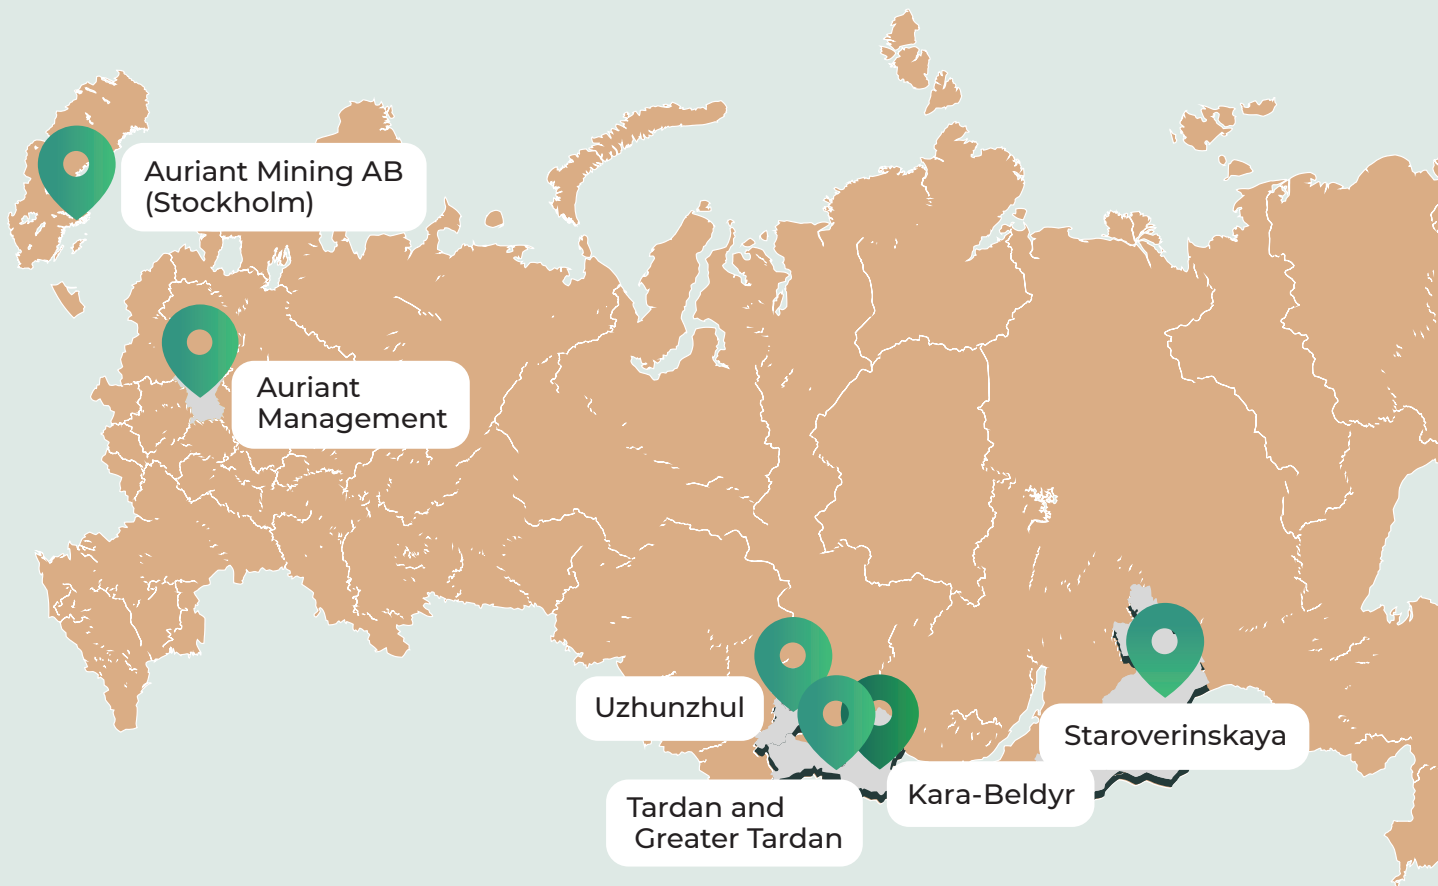 Auriant Mining AB
(Stockholm)
Auriant
Management
Uzhunzhul
Staroverinskaya
Kara-Beldyr
Tardan and
Greater Tardan